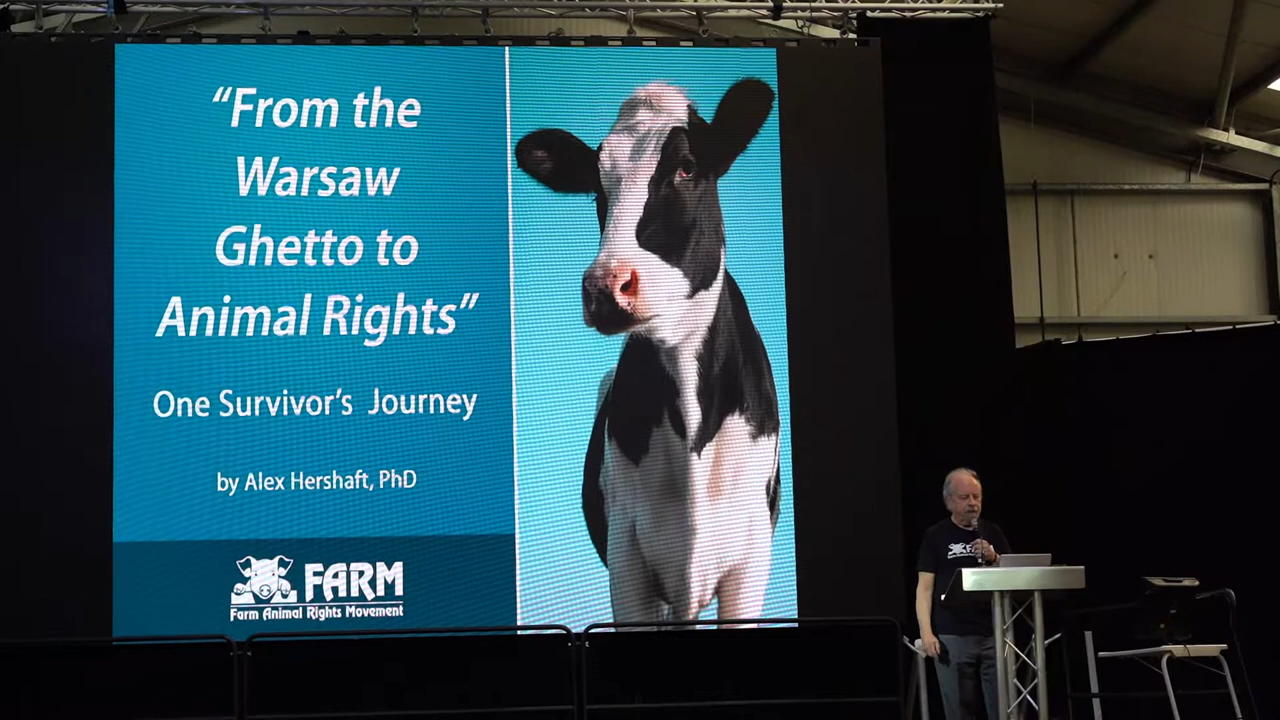 “From the
Warsaw
Ghetto to
Animal Rights”
One Survivor’s Journey
by Alex Hershaft, PhD
FARM
Farm Animal Rights Movement